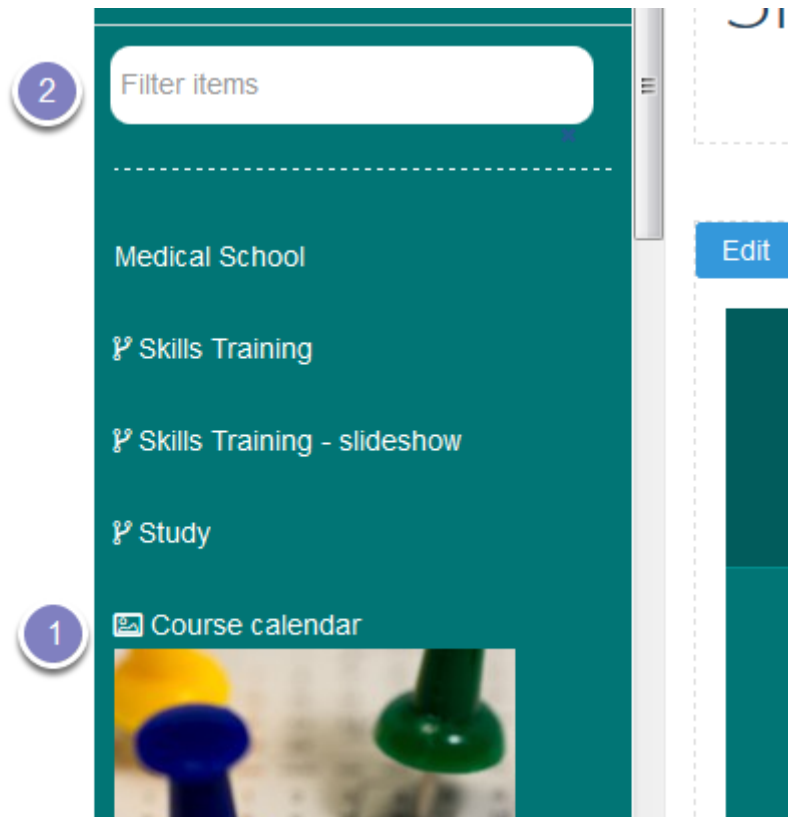 2
Filter items
Edit
Medical School
Skills Training
Skills Training - slideshow
Study
1
Course calendar